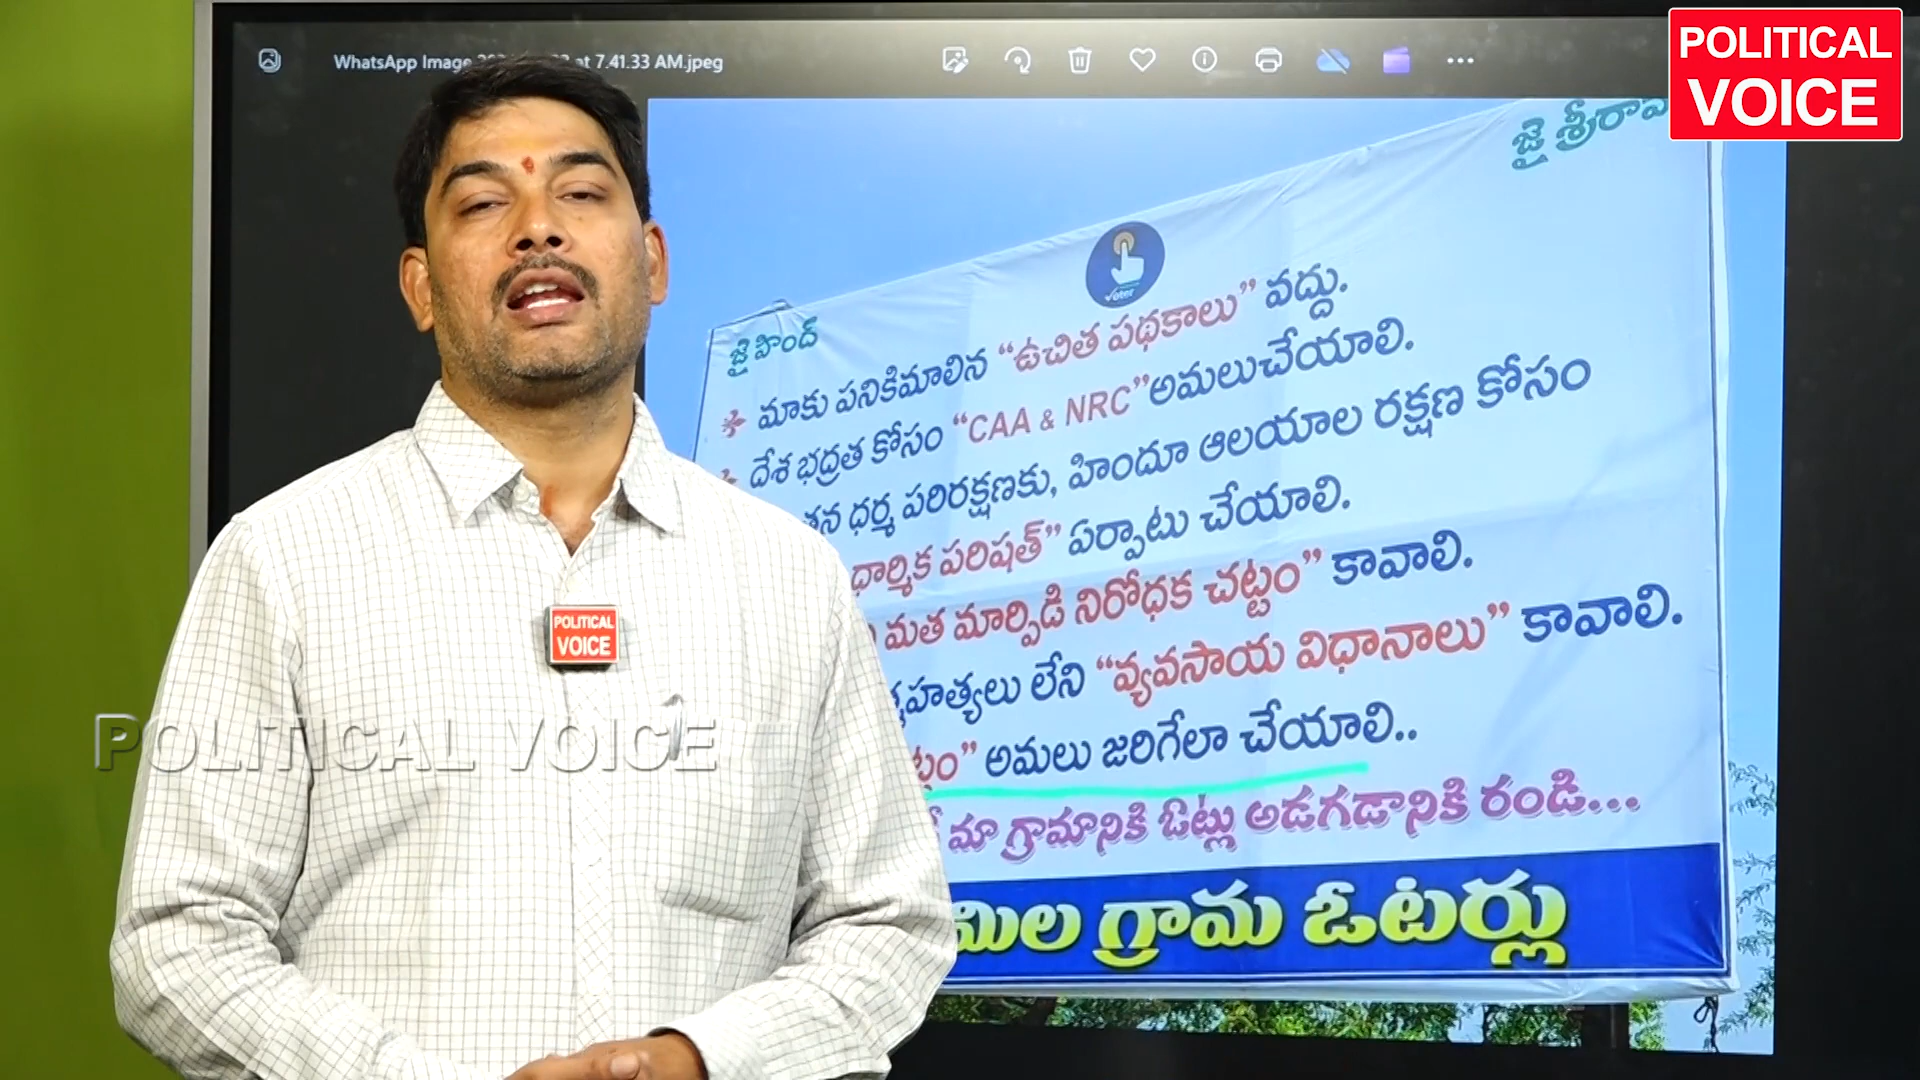 WhatsApp Image at 7.41.33 AM.jpeg
POLITICAL
VOICE
జై శ్రీరా
జై హింద్
మాకు పనికిమాలిన “ఉచిత పథకాలు” వద్దు.
దేశ భద్రత కోసం “CAA & NRC”అమలుచేయాలి.
ధర్మ పరిరక్షణకు, హిందూ ఆలయాల రక్షణ కోసం
ధార్మిక పరిషత్” ఏర్పాటు చేయాలి.
మత మార్పిడి నిరోధక చట్టం” కావాలి.
లేని “వ్యవసాయ విధానాలు” కావాలి.
అమలు జరిగేలా చేయాలి..
మా గ్రామానికి ఓట్లు అడగడానికి రండి...
గ్రామ ఓటర్లు
POLITICAL
VOICE
POLITICAL VOICE